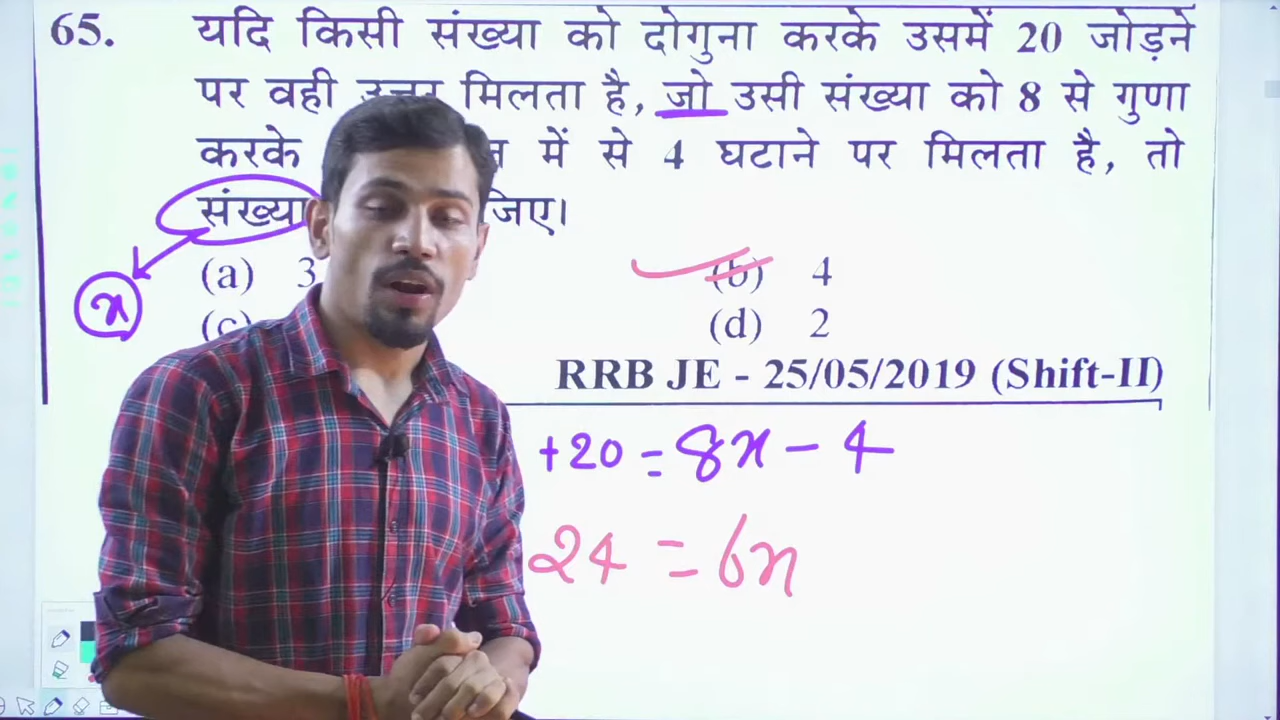 65. यदि किसी संख्या को दोगुना करके उसमें 20 जोड़ने
पर वही मिलता है, जो उसी संख्या को 8 से गुणा
करके में से 4 घटाने पर मिलता है, तो
संख्या
(a) 3 (b) 4
(c) (d) 2
RRB JE - 25/05/2019 (Shift-II)
x
+20 = 8x - 4
24 = 6x